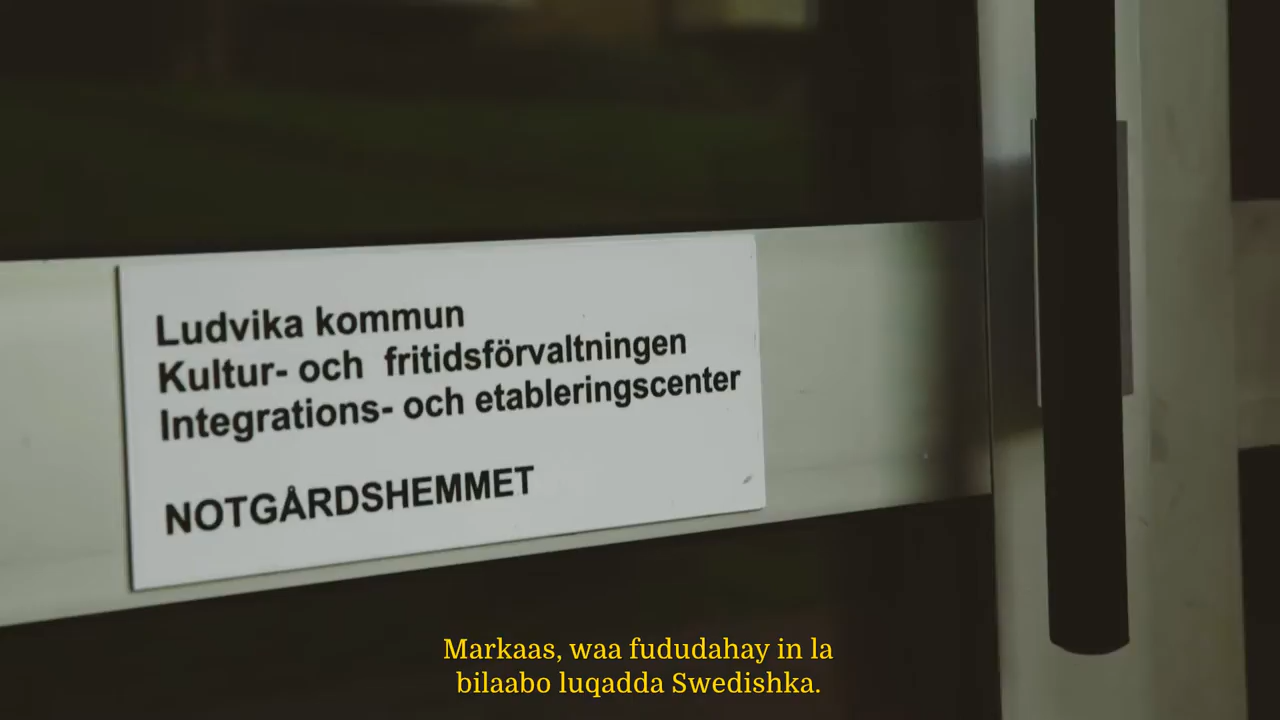 Ludvika kommun
Kultur- och fritidsförvaltningen
Integrations- och etableringscenter
NOTGÅRDSHEMMET
Markaas, waa fududahay in la
bilaabo luqadda Swedishka.